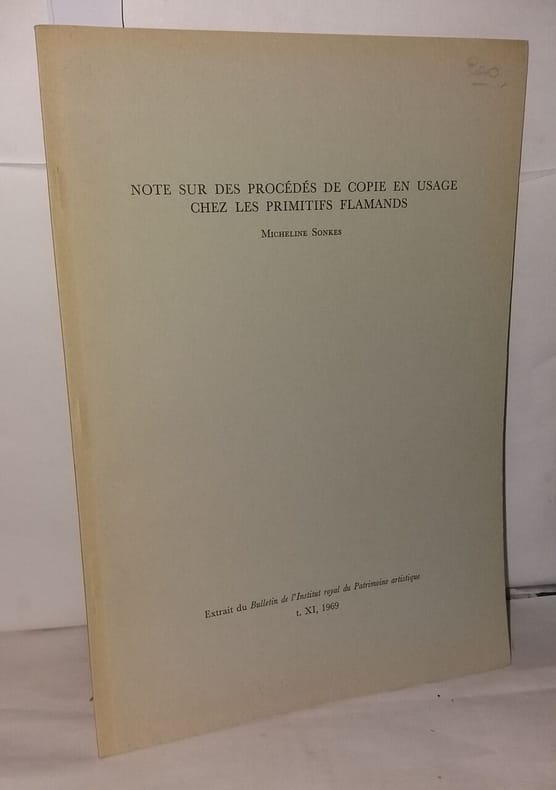 NOTE SUR DES PROCÉDÉS DE COPIE EN USAGE
CHEZ LES PRIMITIFS FLAMANDS
Micheline Sonkes
Extrait du Bulletin de l'Institut royal du Patrimoine artistique
t. XI, 1969